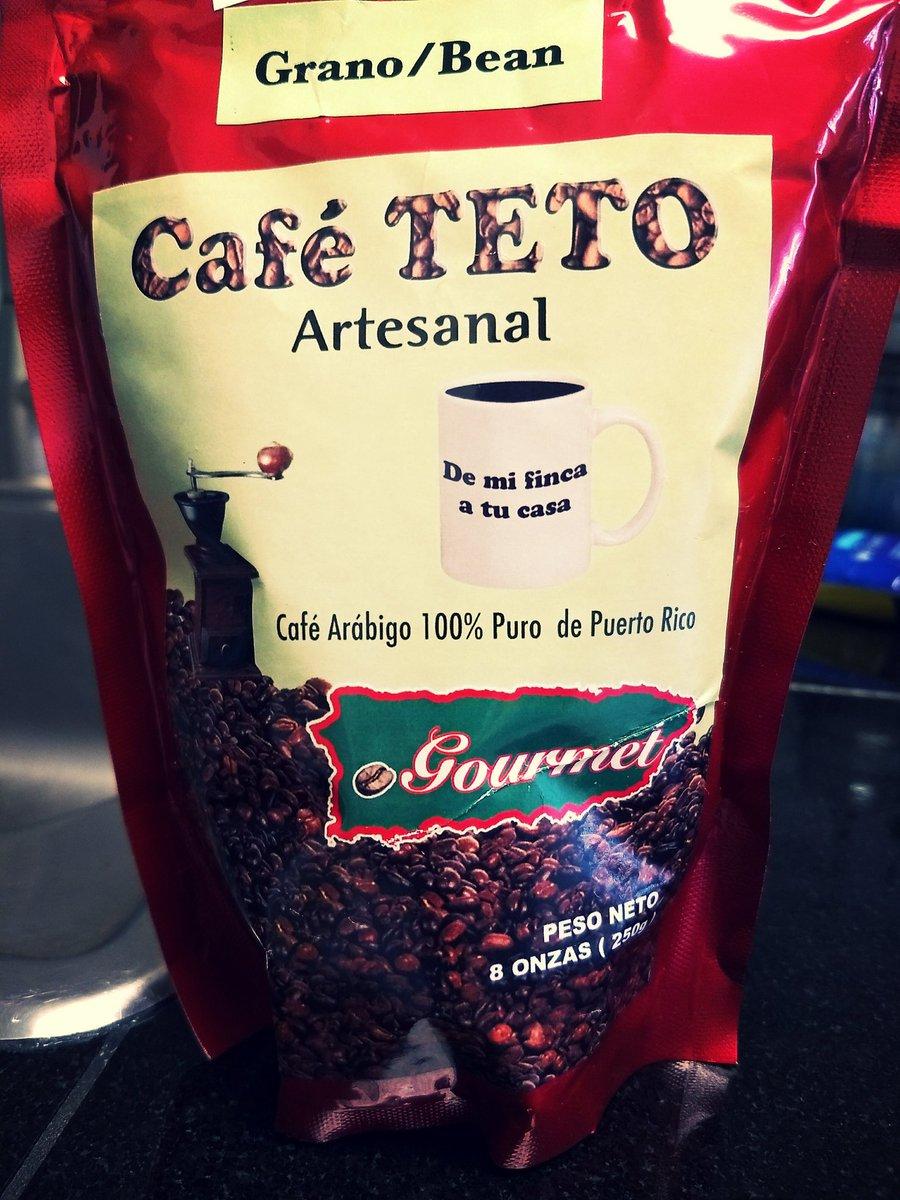 Grano/Bean
Café TETO
Artesanal
De mi finca
a tu casa
Café Arábigo 100% Puro de Puerto Rico
Gourmet
PESO NETO
8 ONZAS ( 250g )